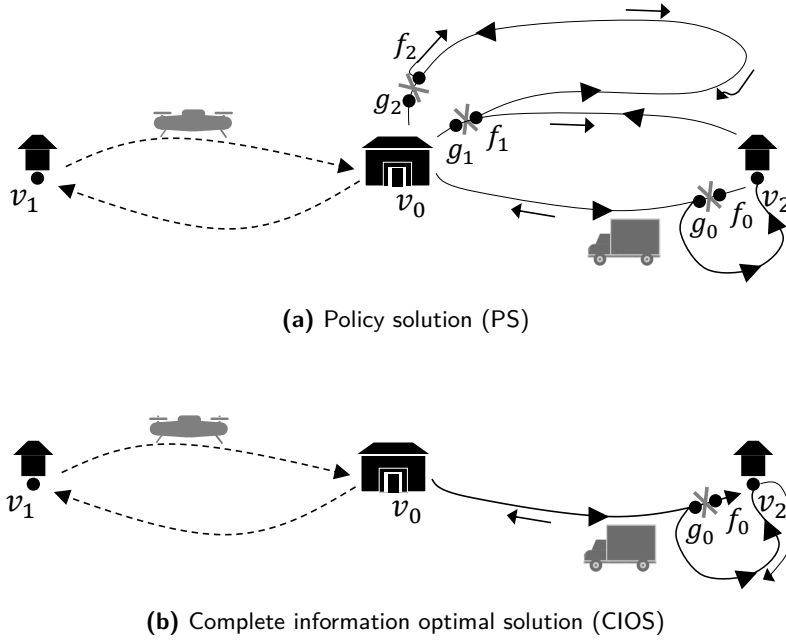 f₂
g₂
g₁ f₁
v₁
v₀
g₀ f₀ v₂
(a) Policy solution (PS)
v₁
v₀
g₀ f₀ v₂
(b) Complete information optimal solution (CIOS)